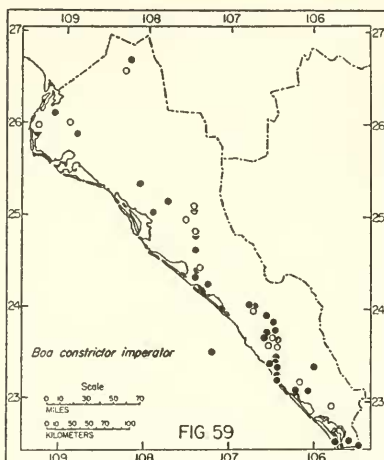 109 108 107 106
27 27
26 26
25 25
24 24
23 23
Boa constrictor imperator
Scale
0 10 30 50 70
MILES
0 10 30 50 100
KILOMETERS
FIG 59
109 108 107 106